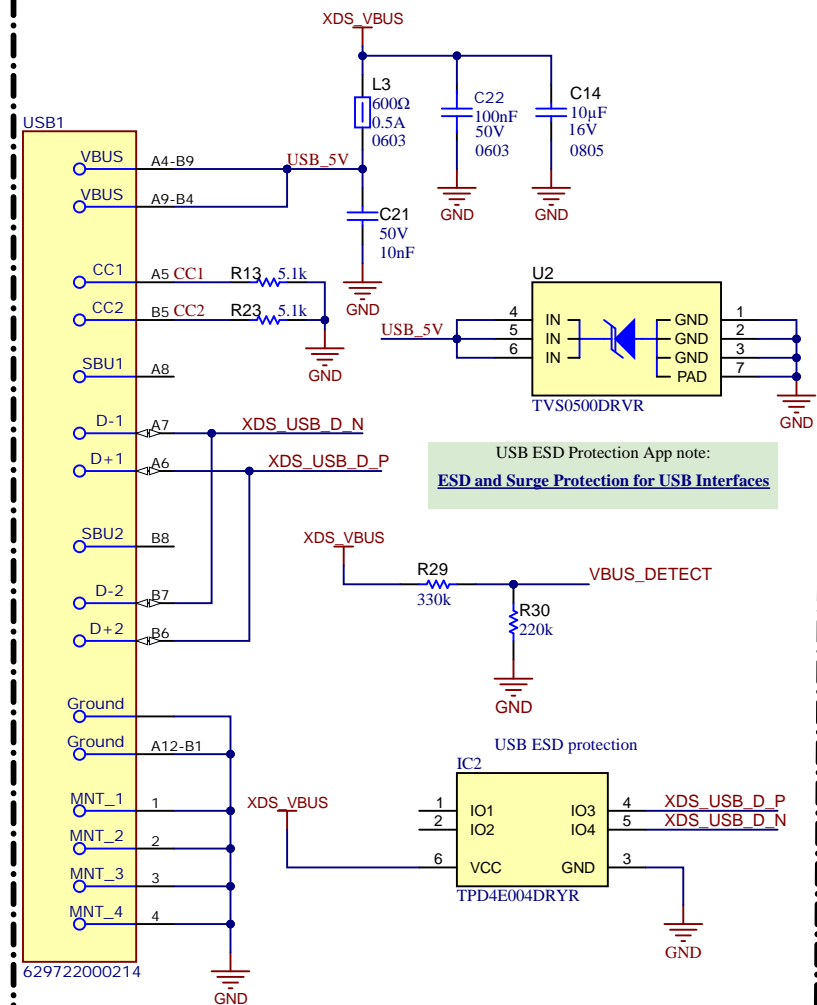 XDS_VBUS
L3
600Ω
0.5A
0603
C22
100nF
50V
0603
C14
10µF
16V
0805
GND
GND
USB1
VBUS A4-B9
USB_5V
VBUS A9-B4
C21
50V
10nF
GND
CC1 A5 CC1 R13 5.1k
CC2 B5 CC2 R23 5.1k
GND
SBU1 A8
D-1 A7 XDS_USB_D_N
D+1 A6 XDS_USB_D_P
SBU2 B8
D-2 B7
D+2 B6
Ground
Ground A12-B1
MNT_1 1
MNT_2 2
MNT_3 3
MNT_4 4
629722000214
GND
U2
USB_5V
4 IN GND 1
5 IN GND 2
6 IN GND 3
PAD 7
TVS0500DRVR
GND
USB ESD Protection App note:
ESD and Surge Protection for USB Interfaces
XDS_VBUS
R29
330k
VBUS_DETECT
R30
220k
GND
USB ESD protection
IC2
XDS_VBUS
1 IO1 IO3 4 XDS_USB_D_P
2 IO2 IO4 5 XDS_USB_D_N
6 VCC GND 3
TPD4E004DRYR
GND